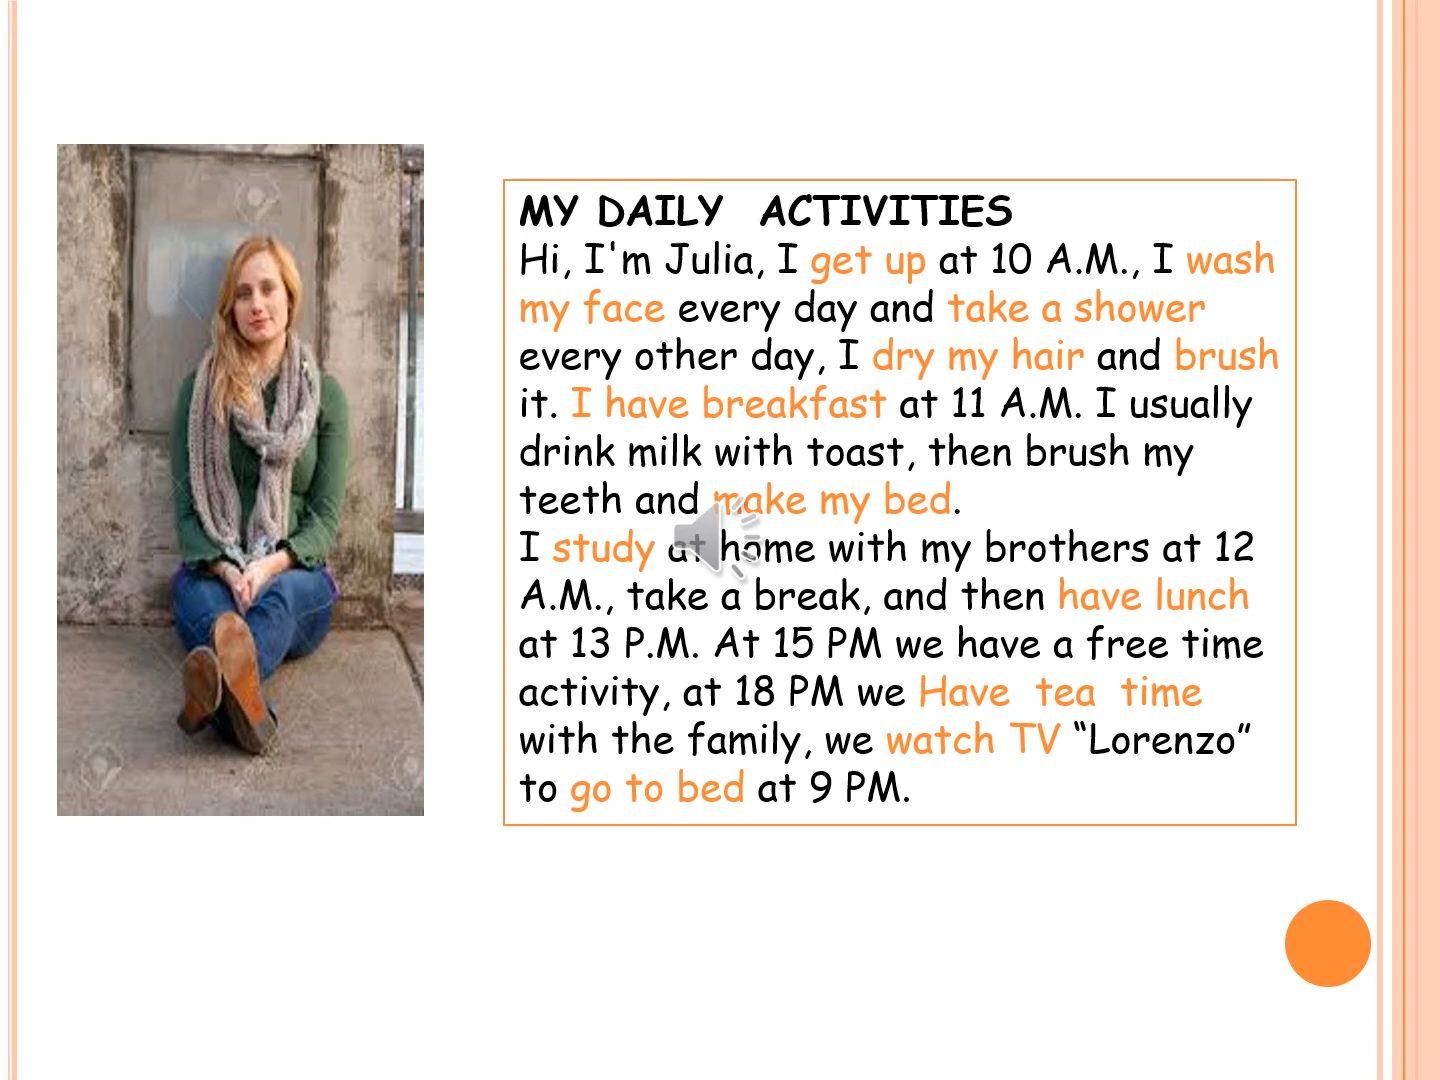 MY DAILY ACTIVITIES
Hi, I'm Julia, I get up at 10 A.M., I wash
my face every day and take a shower
every other day, I dry my hair and brush
it. I have breakfast at 11 A.M. I usually
drink milk with toast, then brush my
teeth and make my bed.
I study at home with my brothers at 12
A.M., take a break, and then have lunch
at 13 P.M. At 15 PM we have a free time
activity, at 18 PM we Have tea time
with the family, we watch TV “Lorenzo”
to go to bed at 9 PM.